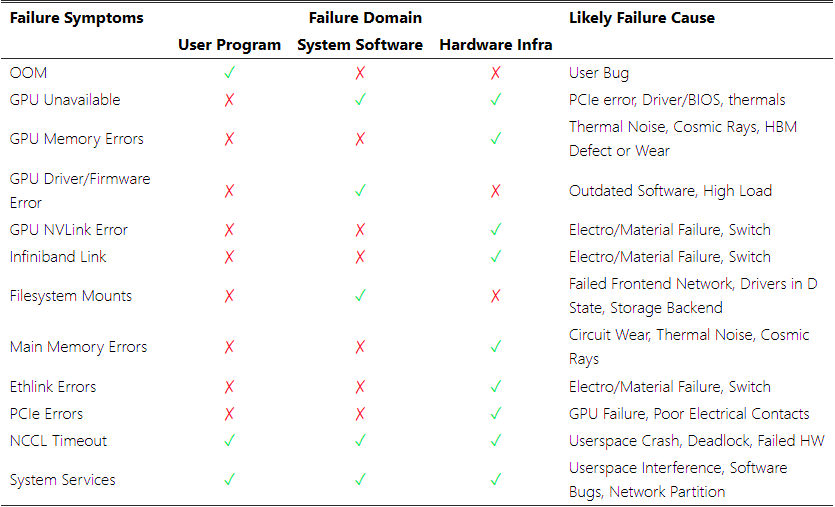 Failure Symptoms Failure Domain Likely Failure Cause
User Program System Software Hardware Infra
OOM ✓ ✗ ✗ User Bug
GPU Unavailable ✗ ✓ ✓ PCIe error, Driver/BIOS, thermals
GPU Memory Errors ✗ ✗ ✓ Thermal Noise, Cosmic Rays, HBM
Defect or Wear
GPU Driver/Firmware
Error ✗ ✓ ✗ Outdated Software, High Load
GPU NVLink Error ✗ ✗ ✓ Electro/Material Failure, Switch
Infiniband Link ✗ ✗ ✓ Electro/Material Failure, Switch
Filesystem Mounts ✗ ✓ ✗ Failed Frontend Network, Drivers in D
State, Storage Backend
Main Memory Errors ✗ ✗ ✓ Circuit Wear, Thermal Noise, Cosmic
Rays
Ethlink Errors ✗ ✗ ✓ Electro/Material Failure, Switch
PCIe Errors ✗ ✗ ✓ GPU Failure, Poor Electrical Contacts
NCCL Timeout ✓ ✓ ✓ Userspace Crash, Deadlock, Failed HW
System Services ✓ ✓ ✓ Userspace Interference, Software
Bugs, Network Partition